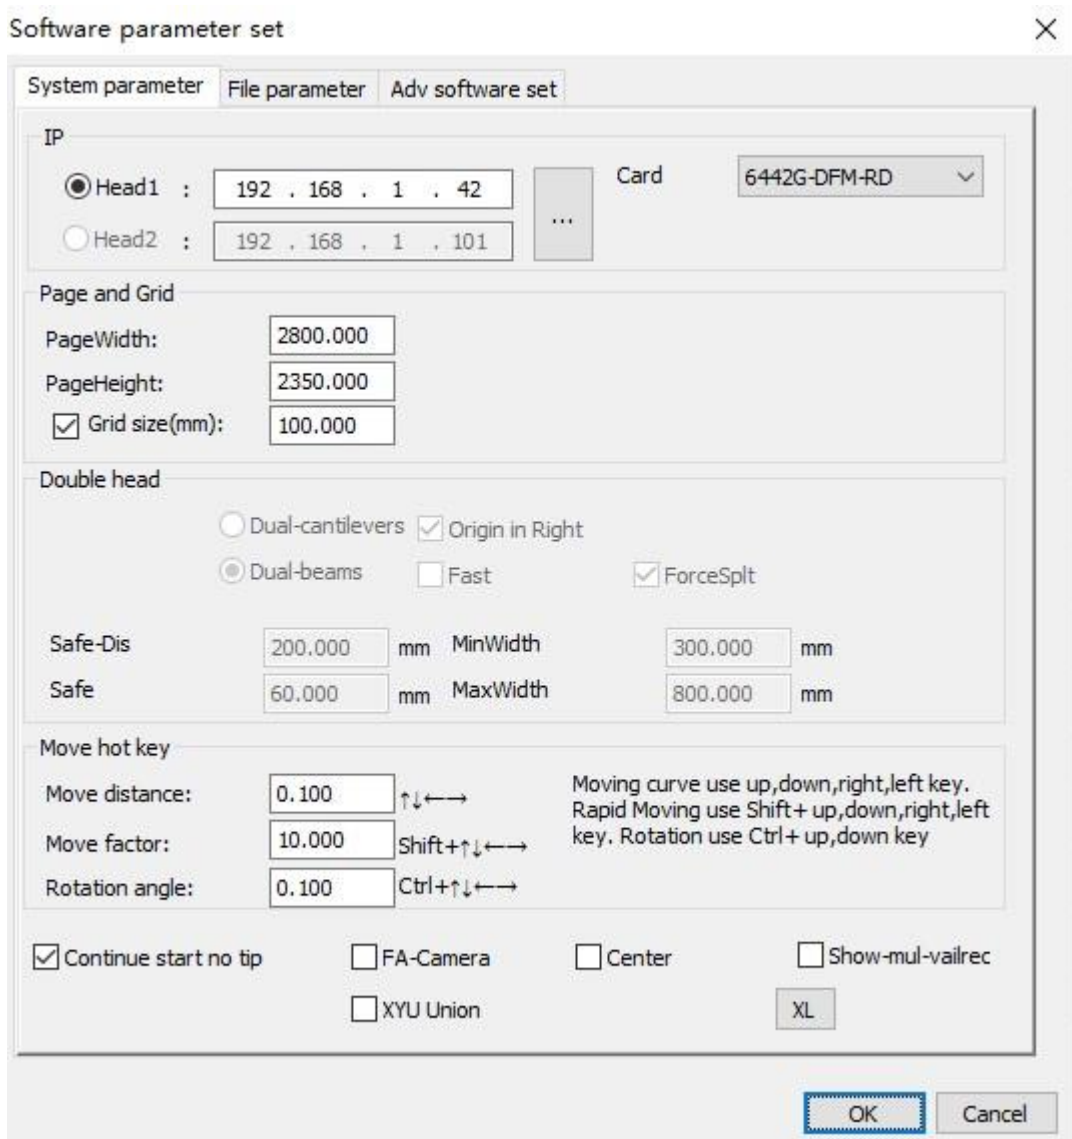 Software parameter set
System parameter File parameter Adv software set
IP
Head1 : 192 . 168 . 1 . 42 ... Card 6442G-DFM-RD
Head2 : 192 . 168 . 1 . 101
Page and Grid
PageWidth: 2800.000
PageHeight: 2350.000
Grid size(mm): 100.000
Double head
Dual-cantilevers Origin in Right
Dual-beams Fast ForceSplt
Safe-Dis 200.000 mm MinWidth 300.000 mm
Safe 60.000 mm MaxWidth 800.000 mm
Move hot key
Move distance: 0.100 ↑↓←→
Move factor: 10.000 Shift+↑↓←→
Rotation angle: 0.100 Ctrl+↑↓←→
Moving curve use up,down,right,left key.
Rapid Moving use Shift+ up,down,right,left
key. Rotation use Ctrl+ up,down key
Continue start no tip FA-Camera Center Show-mul-vailrec
XYU Union XL
OK Cancel